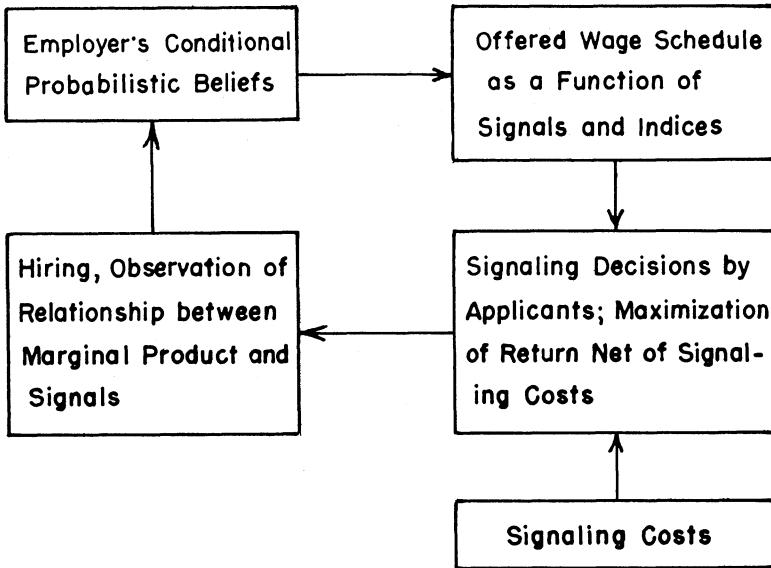 Employer's Conditional
Probabilistic Beliefs
Offered Wage Schedule
as a Function of
Signals and Indices
Hiring, Observation of
Relationship between
Marginal Product and
Signals
Signaling Decisions by
Applicants; Maximization
of Return Net of Signal-
ing Costs
Signaling Costs